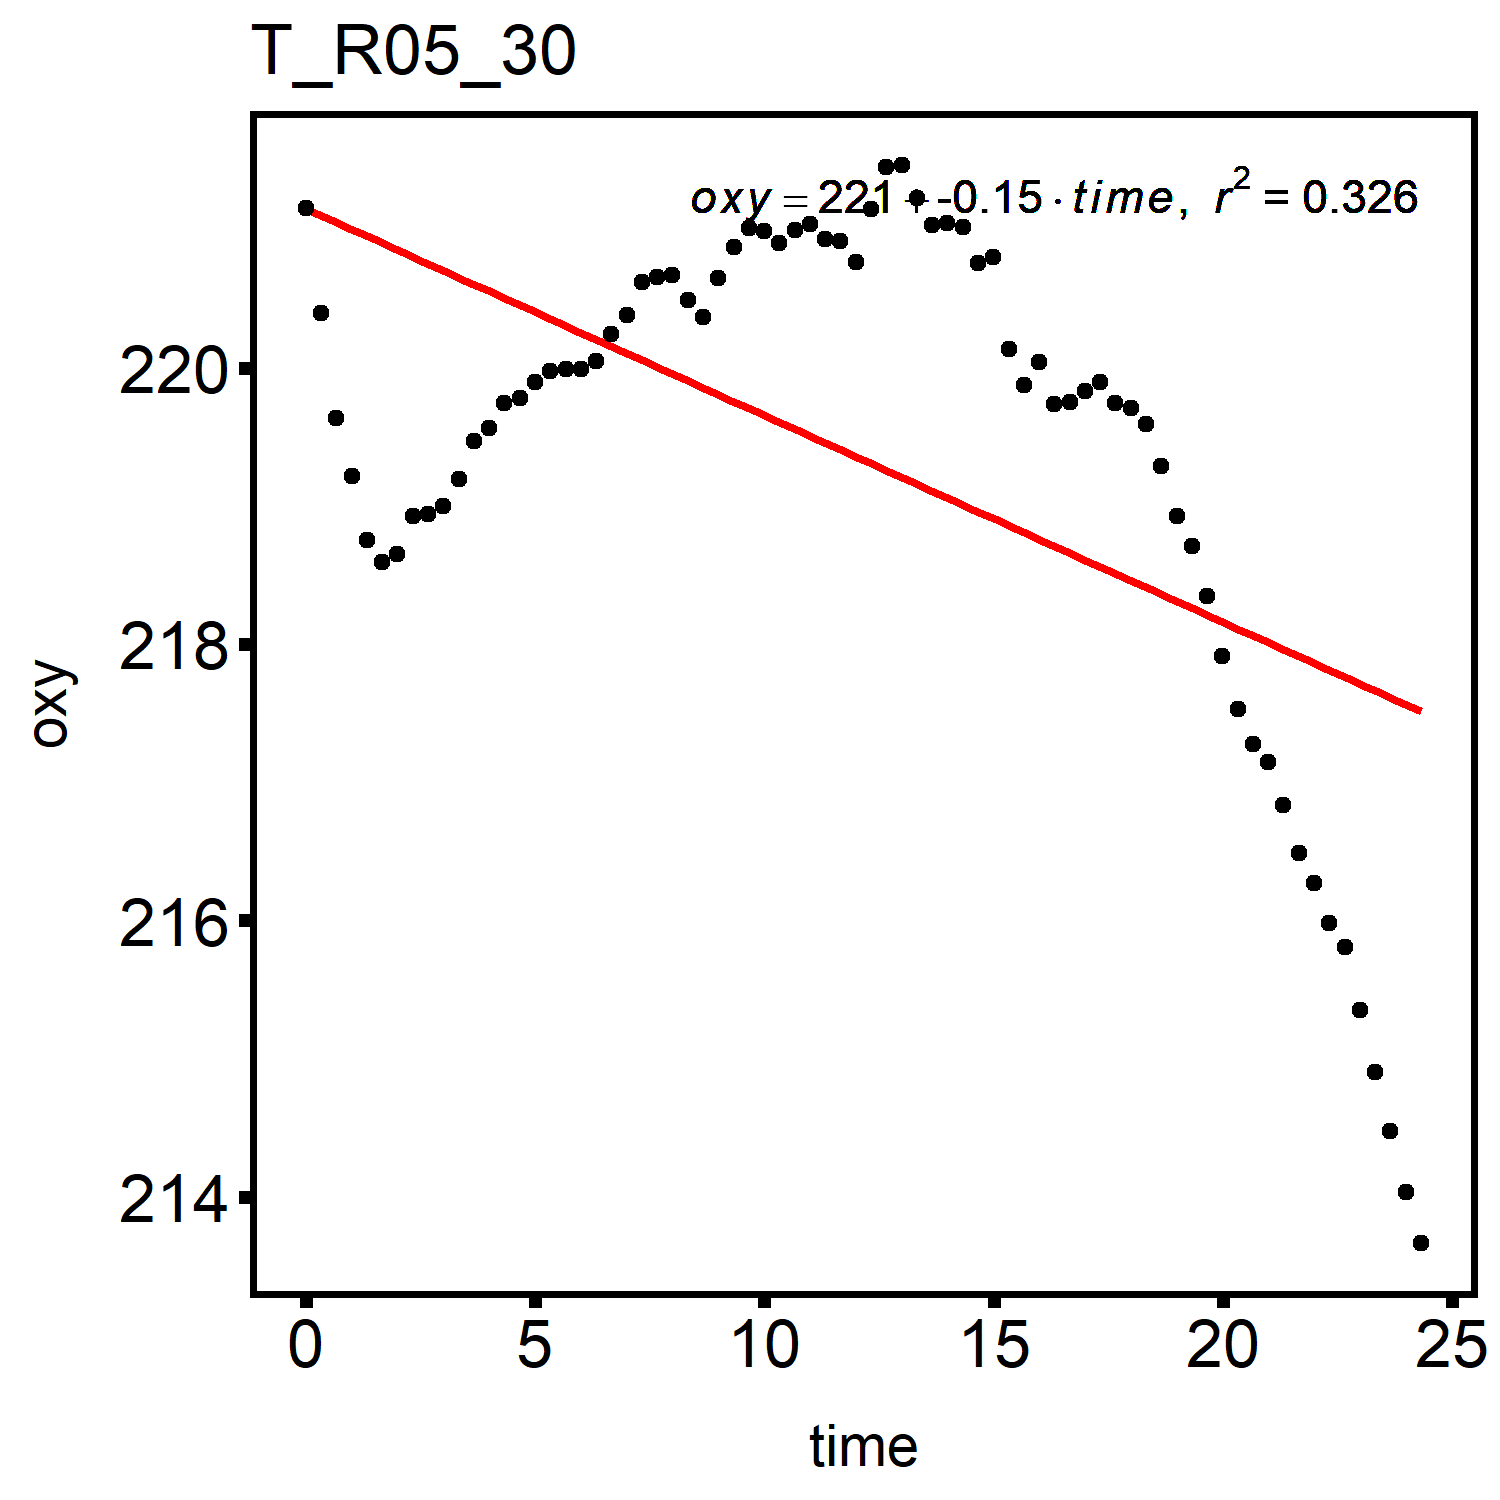 T_R05_30
oxy = 221 + -0.15 · time, r² = 0.326
220
218
216
214
oxy
0 5 10 15 20 25
time